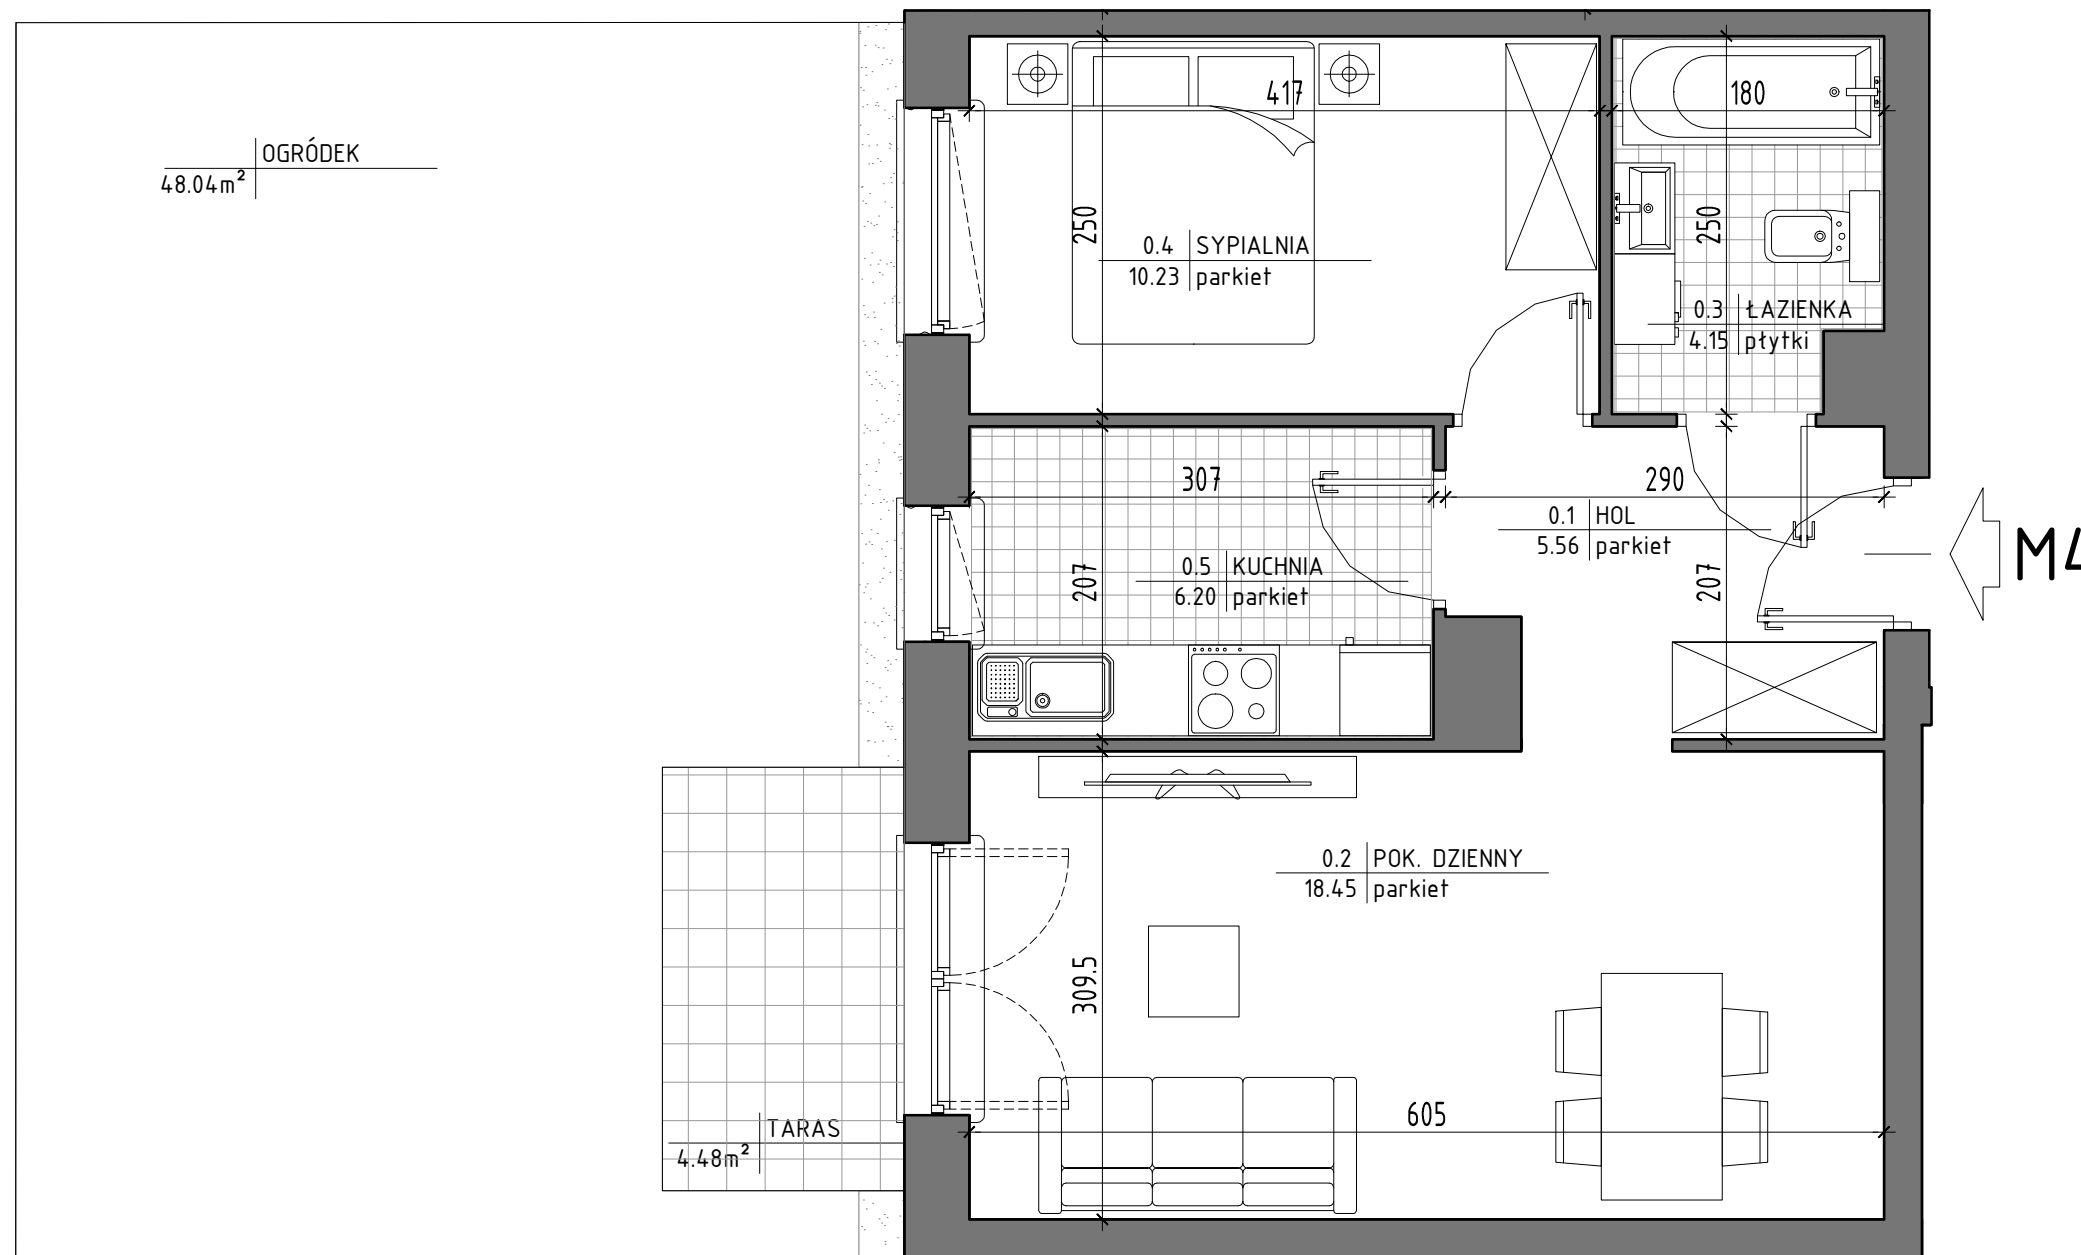 OGRÓDEK
48.04m²
417
180
250
0.4 SYPIALNIA
10.23 parkiet
250
0.3 ŁAZIENKA
4.15 płytki
307
290
0.1 HOL
5.56 parkiet
207
0.5 KUCHNIA
6.20 parkiet
207
M4
0.2 POK. DZIENNY
18.45 parkiet
309.5
605
TARAS
4.48m²